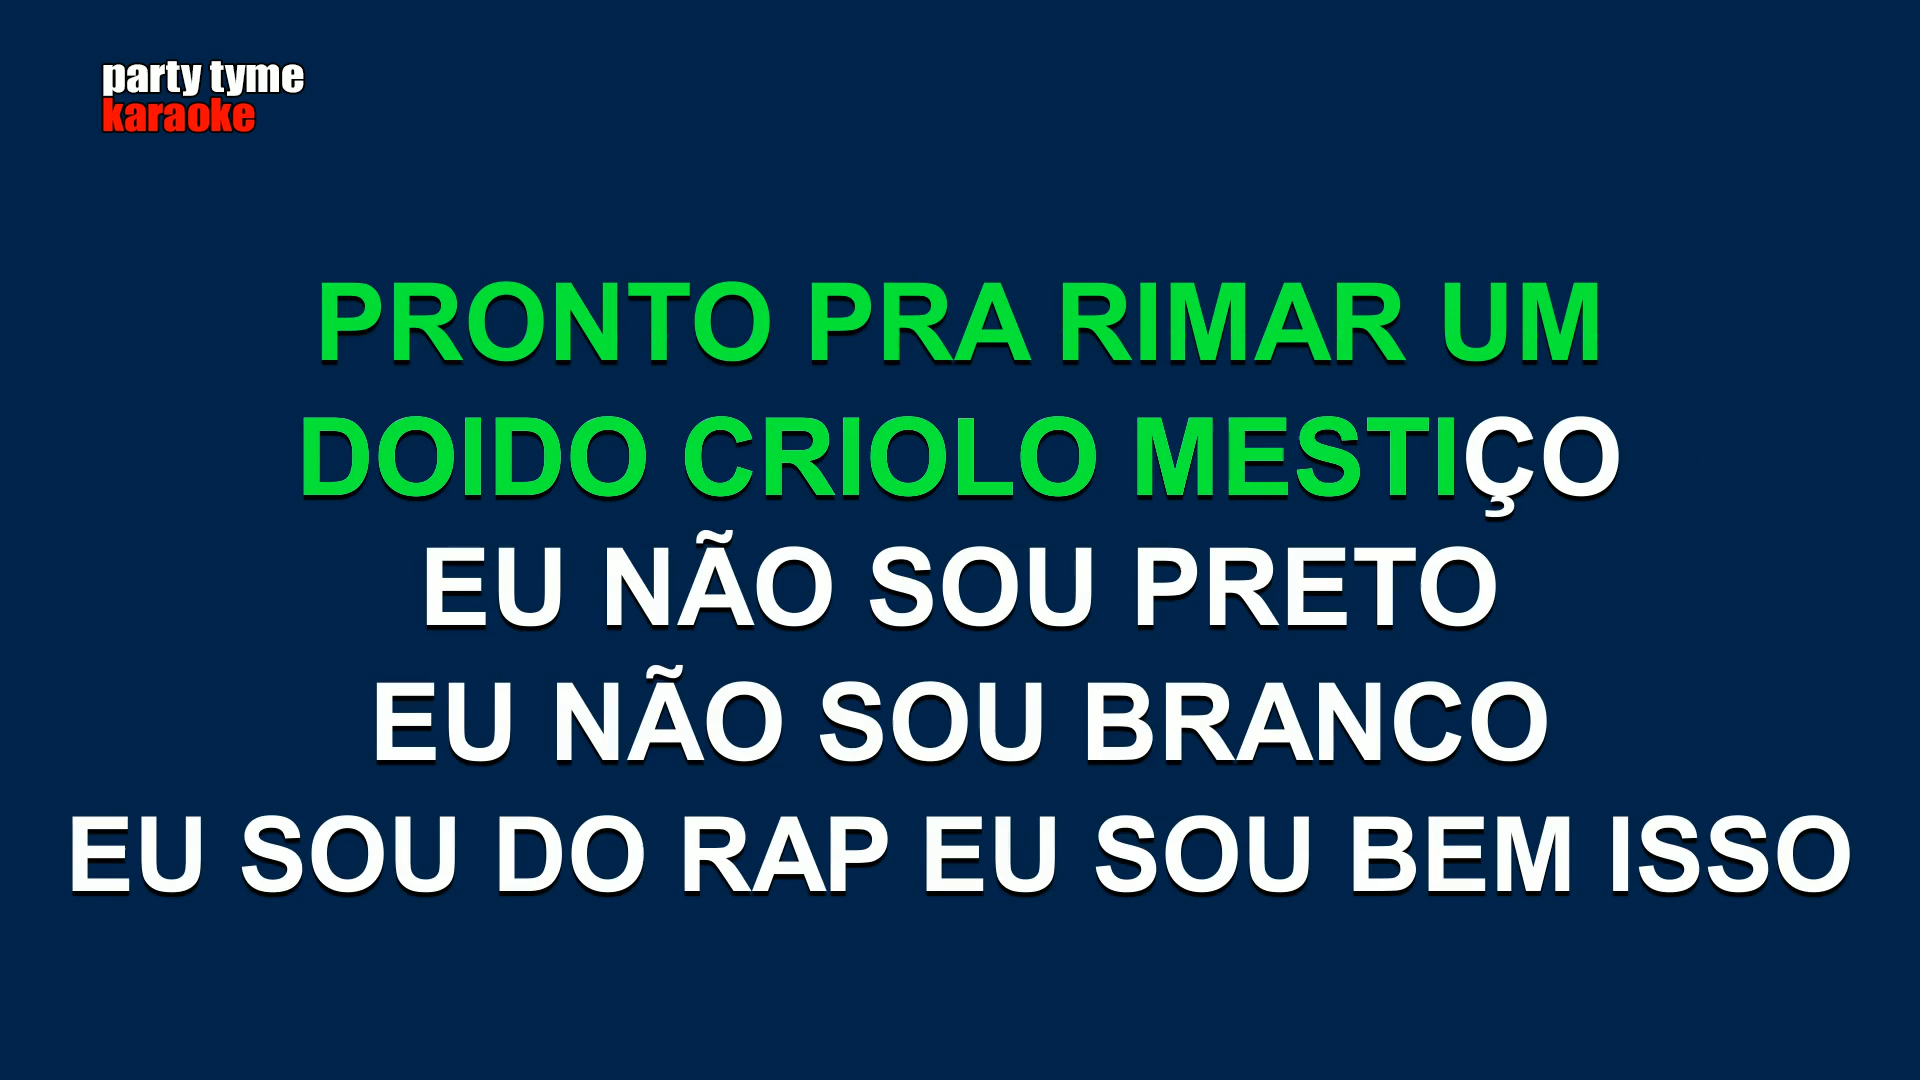 party tyme
karaoke
PRONTO PRA RIMAR UM
DOIDO CRIOLO MESTIÇO
EU NÃO SOU PRETO
EU NÃO SOU BRANCO
EU SOU DO RAP EU SOU BEM ISSO